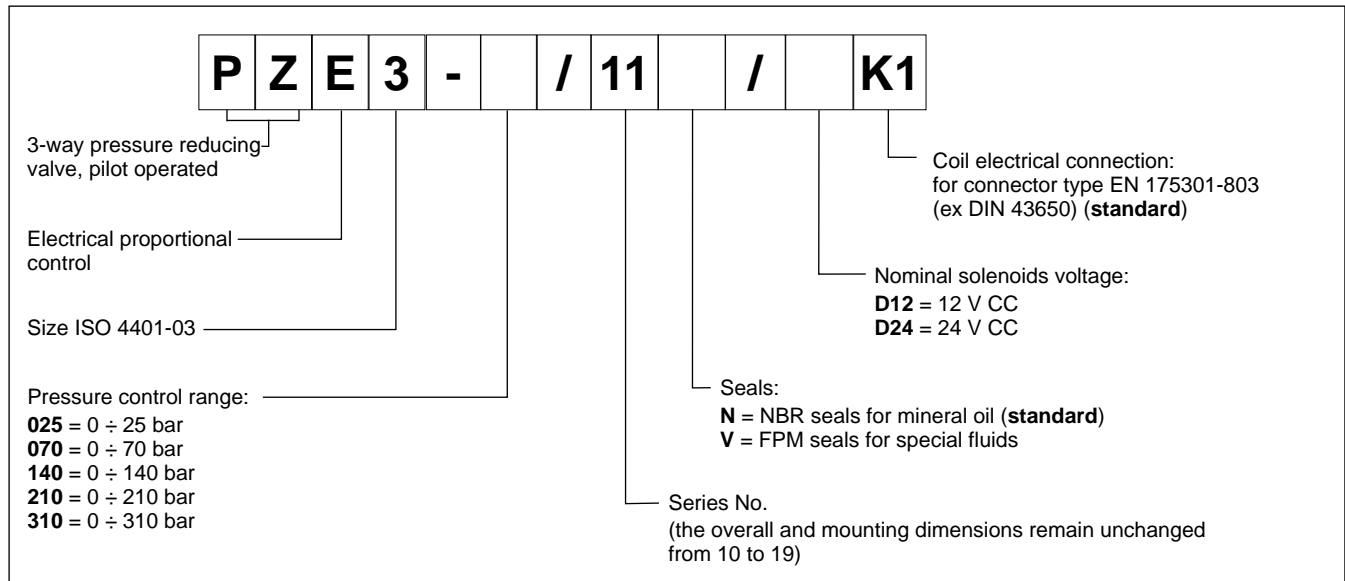 P Z E 3 - / 11 / K1
3-way pressure reducing
valve, pilot operated
Electrical proportional
control
Size ISO 4401-03
Pressure control range:
025 = 0 ÷ 25 bar
070 = 0 ÷ 70 bar
140 = 0 ÷ 140 bar
210 = 0 ÷ 210 bar
310 = 0 ÷ 310 bar
Coil electrical connection:
for connector type EN 175301-803
(ex DIN 43650) (standard)
Nominal solenoids voltage:
D12 = 12 V CC
D24 = 24 V CC
Seals:
N = NBR seals for mineral oil (standard)
V = FPM seals for special fluids
Series No.
(the overall and mounting dimensions remain unchanged
from 10 to 19)